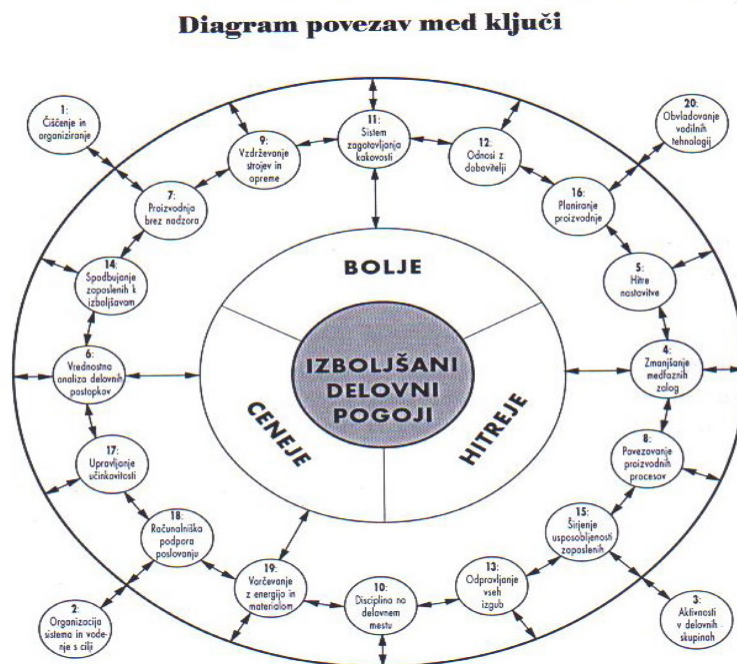 Diagram povezav med ključi
1:
Čiščenje in
organiziranje
9:
Vzdrževanje
strojev in
opreme
11:
Sistem
zagotavljanja
kakovosti
12:
Odnosi z
dobavitelji
20:
Obvladovanje
vodilnih
tehnologij
7:
Proizvodnja
brez nadzora
16:
Planiranje
proizvodnje
14:
Spodbujanje
zaposlenih k
izboljšavam
5:
Hitre
nastavitve
BOLJE
6:
Vrednostna
analiza delovnih
postopkov
IZBOLJŠANI
DELOVNI
POGOJI
4:
Zmanjšanje
medfaznih
zalog
CENEJE
HITREJE
17:
Upravljanje
učinkovitosti
8:
Povezovanje
proizvodnih
procesov
18:
Računalniška
podpora
poslovanju
15:
Širjenje
usposobljenosti
zaposlenih
19:
Varčevanje
z energijo in
materialom
10:
Disciplina na
delovnem
mestu
13:
Odpravljanje
vseh
izgub
2:
Organizacija
sistema in vode-
nje s cilji
3:
Aktivnosti
v delovnih
skupinah